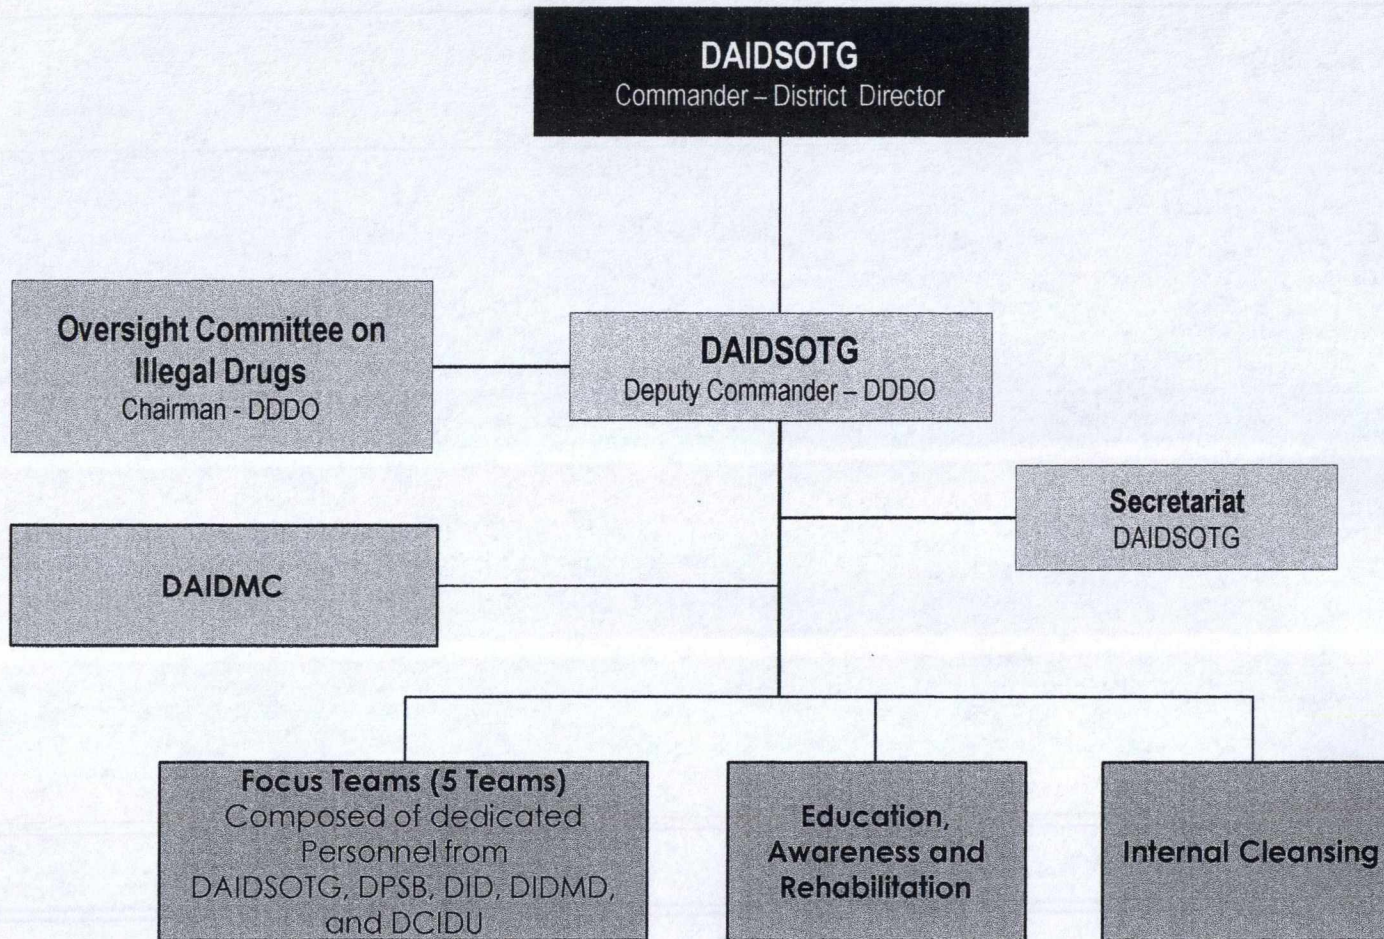 DAIDSOTG
Commander – District Director
Oversight Committee on
Illegal Drugs
Chairman - DDDO
DAIDSOTG
Deputy Commander – DDDO
Secretariat
DAIDSOTG
DAIDMC
Focus Teams (5 Teams)
Composed of dedicated
Personnel from
DAIDSOTG, DPSB, DID, DIDMD,
and DCIDU
Education,
Awareness and
Rehabilitation
Internal Cleansing